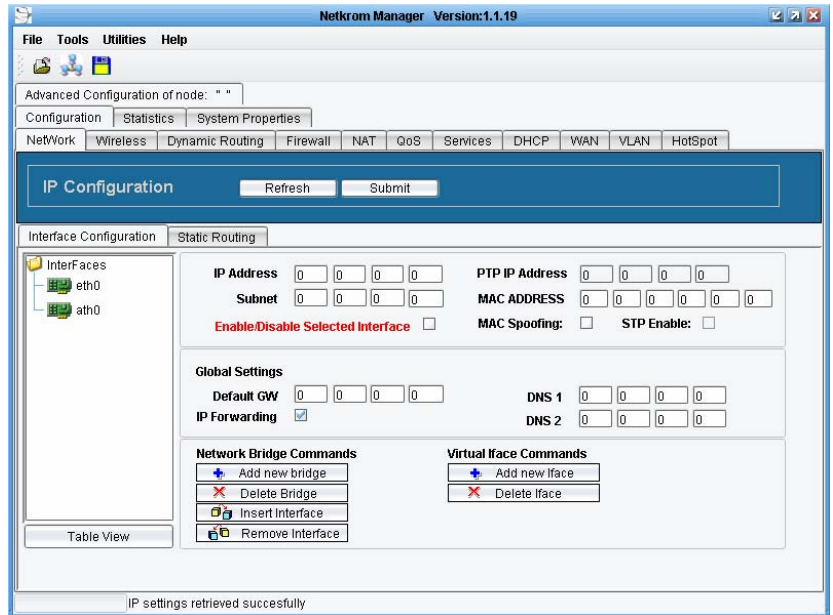 Netkrom Manager Version:1.1.19
File Tools Utilities Help
Advanced Configuration of node: " "
Configuration Statistics System Properties
NetWork Wireless Dynamic Routing Firewall NAT QoS Services DHCP WAN VLAN HotSpot
IP Configuration Refresh Submit
Interface Configuration Static Routing
InterFaces
eth0
ath0
Table View
IP Address 0 0 0 0 PTP IP Address 0 0 0 0
Subnet 0 0 0 0 MAC ADDRESS 0 0 0 0 0 0
Enable/Disable Selected Interface MAC Spoofing: STP Enable:
Global Settings
Default GW 0 0 0 0 DNS 1 0 0 0 0
IP Forwarding DNS 2 0 0 0 0
Network Bridge Commands Virtual Iface Commands
Add new bridge Add new Iface
Delete Bridge Delete Iface
Insert Interface
Remove Interface
IP settings retrieved succesfully